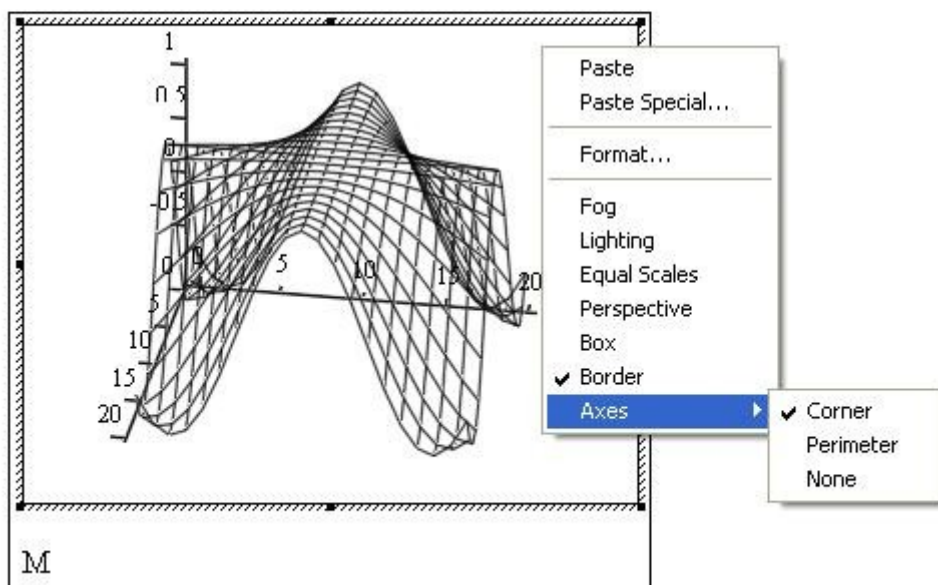 1
0.5
0
-0.5
0
0
5
10
15
20
5
10
15
20
Paste
Paste Special...
Format...
Fog
Lighting
Equal Scales
Perspective
Box
Border
Axes
Corner
Perimeter
None
M